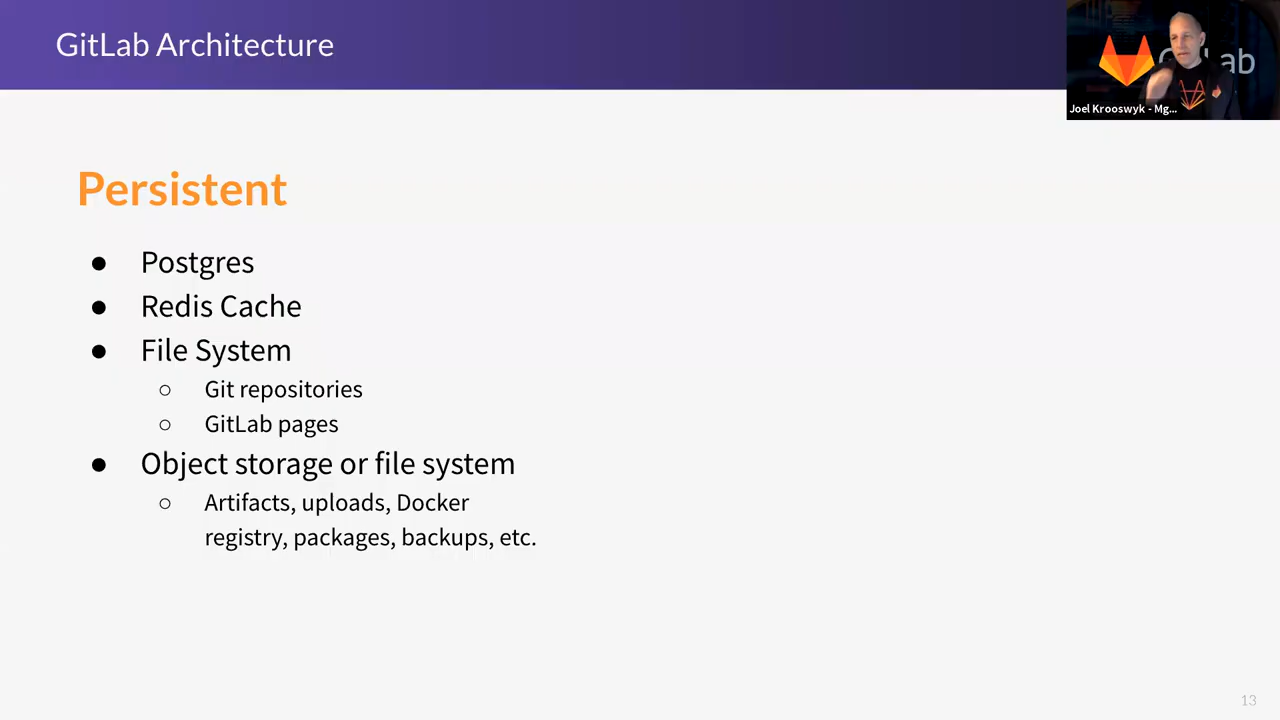 GitLab Architecture
ab
Joel Krooswyk - Mg...
Persistent
● Postgres
● Redis Cache
● File System
○ Git repositories
○ GitLab pages
● Object storage or file system
○ Artifacts, uploads, Docker
registry, packages, backups, etc.
13